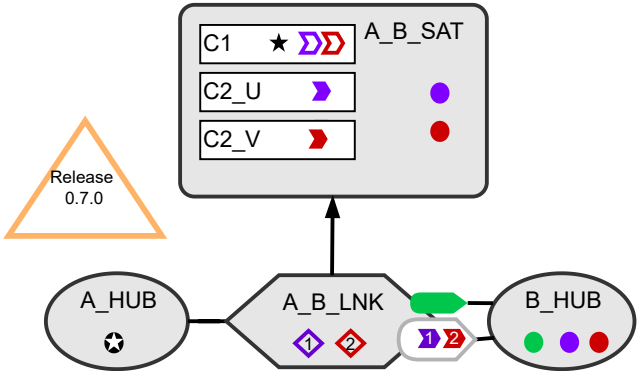 A_B_SAT
C1
C2_U
C2_V
Release
0.7.0
A_HUB
A_B_LNK
1
2
1 2
B_HUB